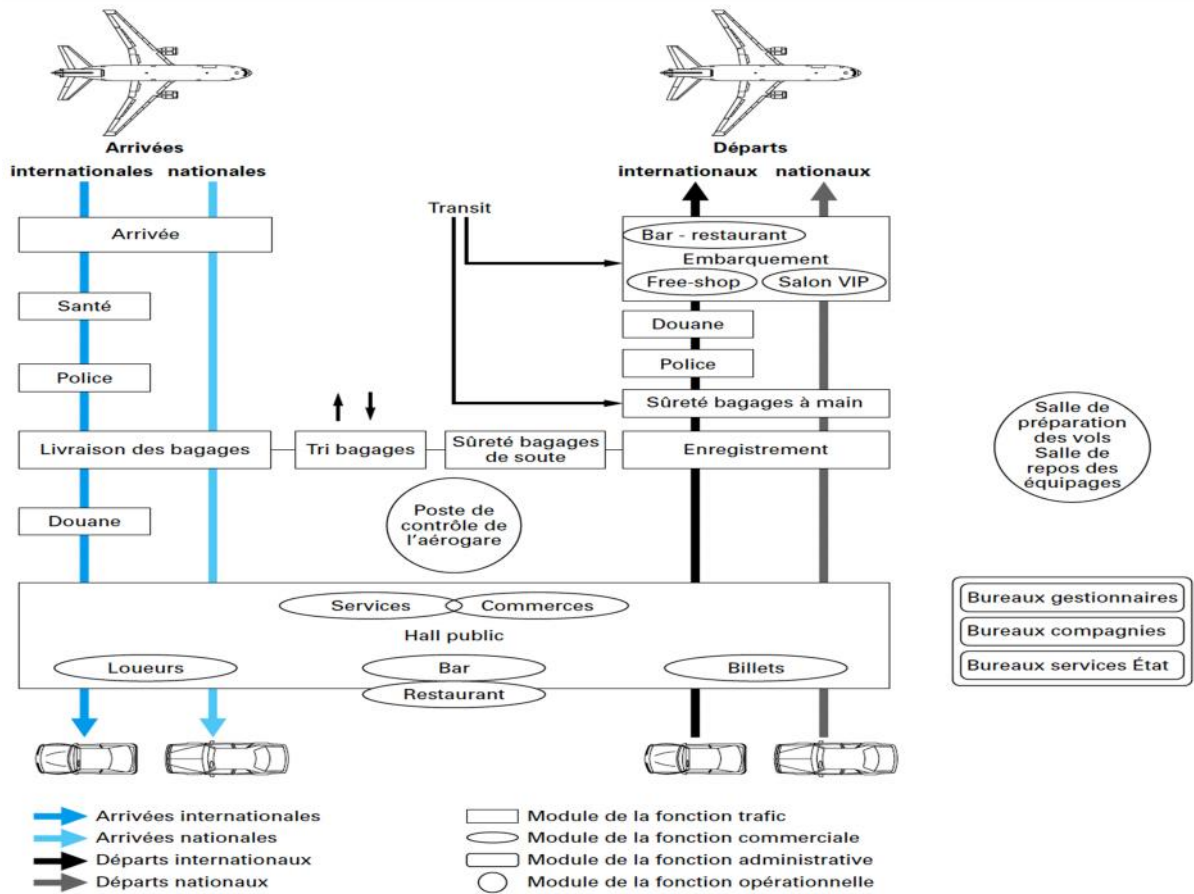 Arrivées
internationales nationales
Départs
internationaux nationaux
Transit
Arrivée
Bar - restaurant
Embarquement
Free-shop
Salon VIP
Santé
Douane
Police
Police
Sûreté bagages à main
Livraison des bagages
Tri bagages
Sûreté bagages
de soute
Enregistrement
Salle de
préparation
des vols
Salle de
repos des
équipages
Douane
Poste de
contrôle de
l'aérogare
Services
Commerces
Hall public
Loueurs
Bar
Billets
Restaurant
Bureaux gestionnaires
Bureaux compagnies
Bureaux services État
Arrivées internationales
Arrivées nationales
Départs internationaux
Départs nationaux
Module de la fonction trafic
Module de la fonction commerciale
Module de la fonction administrative
Module de la fonction opérationnelle